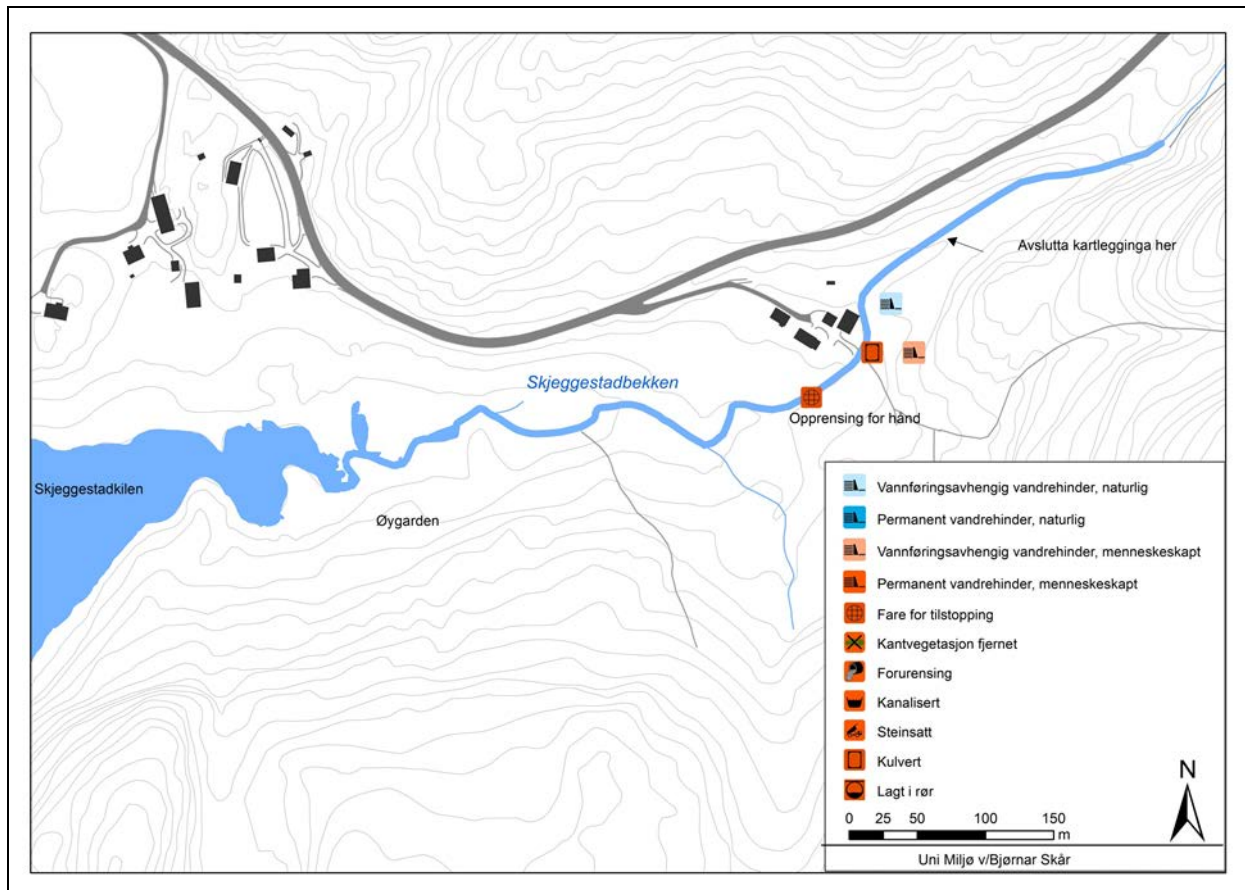 Avslutta kartlegginga her
Skjeggestadbekken
Opprensing for hånd
Skjeggestadkilen
Øygarden
Vannføringsavhengig vandrehinder, naturlig
Permanent vandrehinder, naturlig
Vannføringsavhengig vandrehinder, menneskeskapt
Permanent vandrehinder, menneskeskapt
Fare for tilstopping
Kantvegetasjon fjernet
Forurensing
Kanalisert
Steinsatt
Kulvert
Lagt i rør
N
0 25 50 100 150
m
Uni Miljø v/Bjørnar Skår